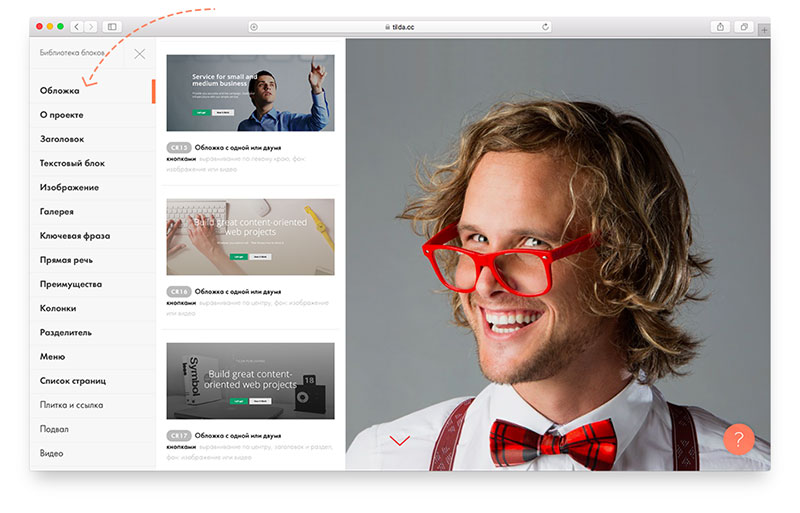 tilda.cc
Библиотека блоков
Обложка
О проекте
Заголовок
Текстовый блок
Изображение
Галерея
Ключевая фраза
Прямая речь
Преимущества
Колонки
Разделитель
Меню
Список страниц
Плитка и ссылка
Подвал
Видео
Service for small and
medium business
CR15 Обложка с одной или двумя
кнопками выравнивание по левому краю, фон:
изображение или видео
Build great content-oriented
web projects
CR16 Обложка с одной или двумя
кнопками выравнивание по центру, фон: изображение
или видео
Symbol
18
Build great content-
oriented web projects
CR17 Обложка с одной или двумя
кнопками выравнивание по центру, заголовок и раздел,
фон: изображение или видео
?